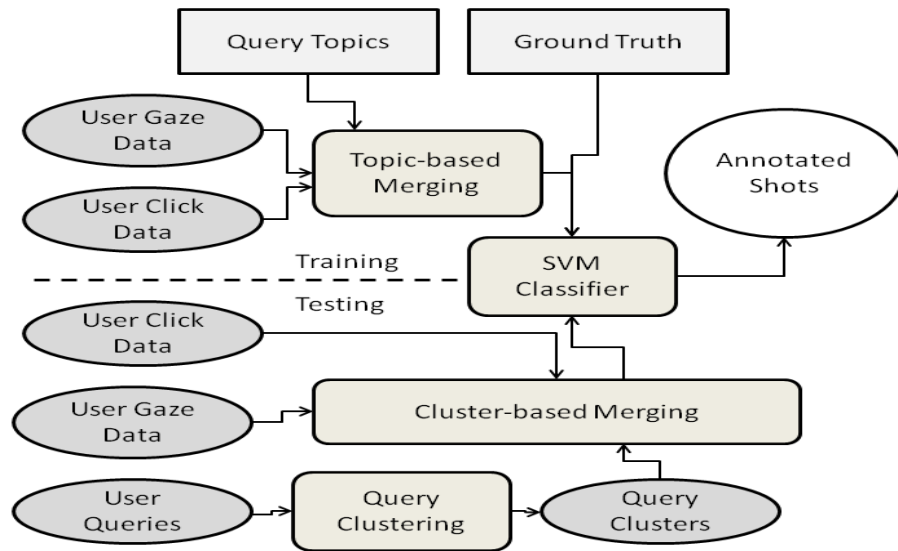 Query Topics
Ground Truth
User Gaze
Data
Topic-based
Merging
Annotated
Shots
User Click
Data
Training
SVM
Classifier
Testing
User Click
Data
User Gaze
Data
Cluster-based Merging
User
Queries
Query
Clustering
Query
Clusters